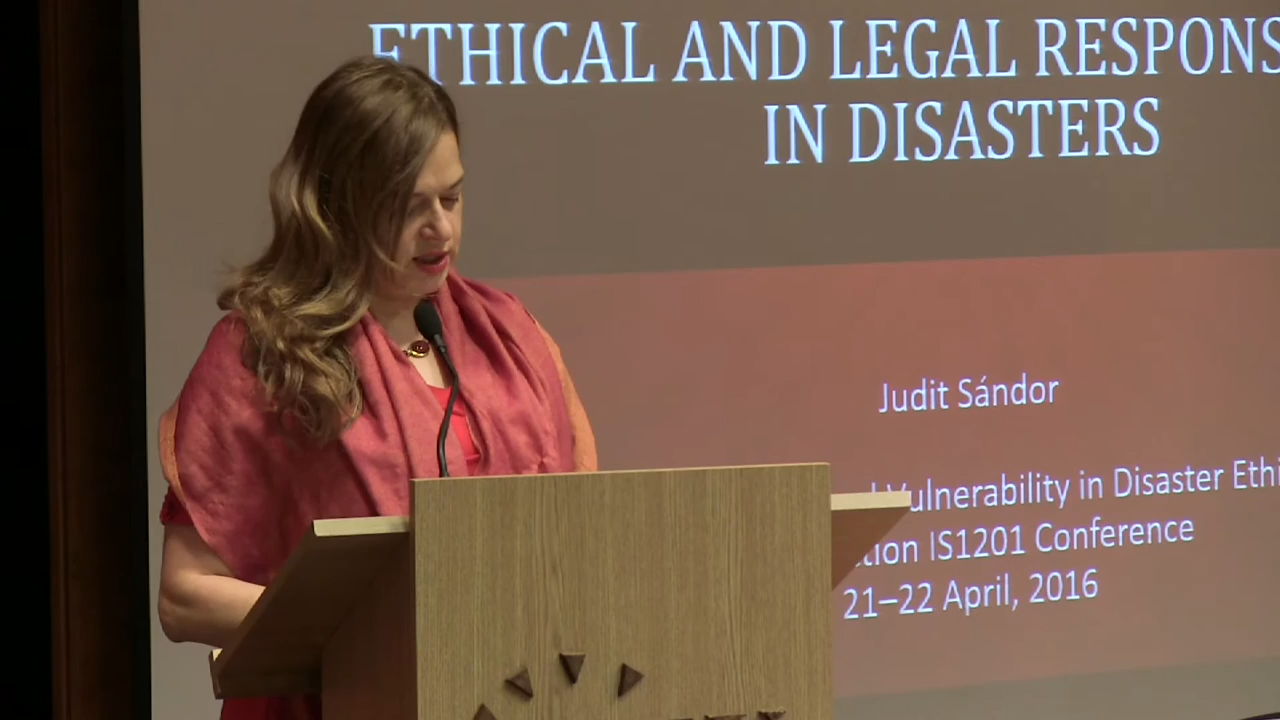 ETHICAL AND LEGAL RESPONS
IN DISASTERS
Judit Sándor
Vulnerability in Disaster Ethi
tion IS1201 Conference
21–22 April, 2016